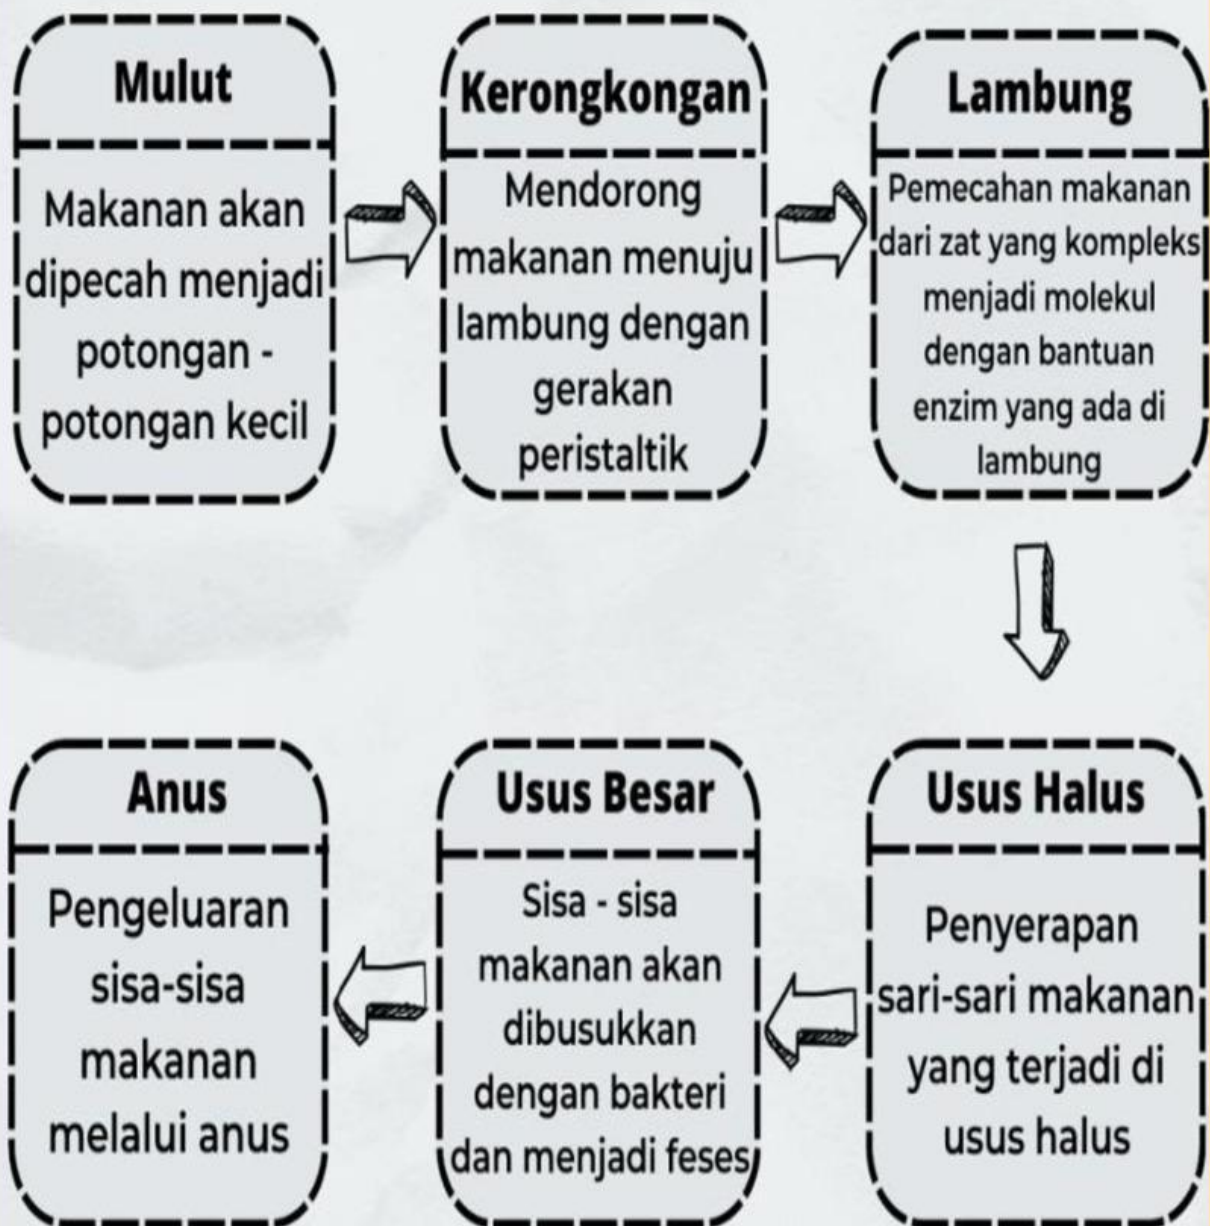 Mulut
Makanan akan
dipecah menjadi
potongan -
potongan kecil
Kerongkongan
Mendorong
makanan menuju
lambung dengan
gerakan
peristaltik
Lambung
Pemecahan makanan
dari zat yang kompleks
menjadi molekul
dengan bantuan
enzim yang ada di
lambung
Usus Halus
Penyerapan
sari-sari makanan
yang terjadi di
usus halus
Usus Besar
Sisa - sisa
makanan akan
dibusukkan
dengan bakteri
dan menjadi feses
Anus
Pengeluaran
sisa-sisa
makanan
melalui anus